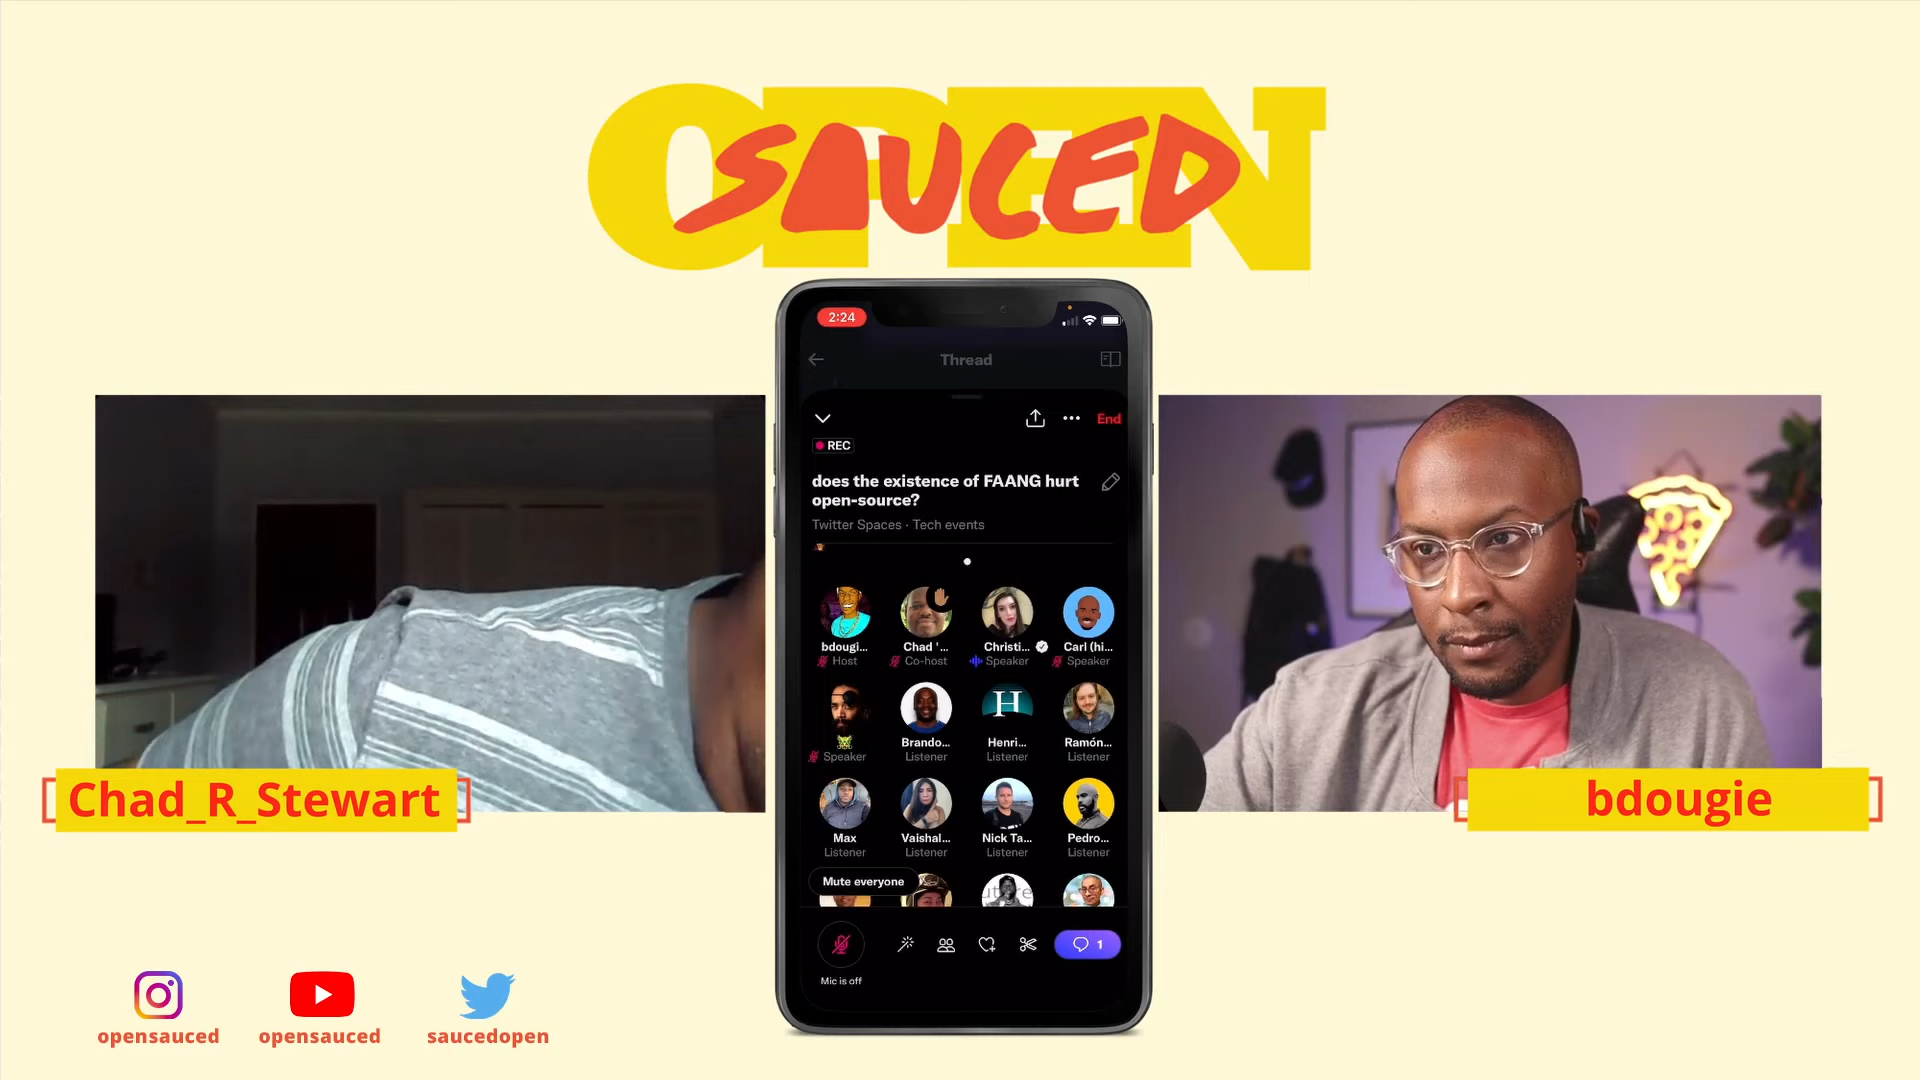 OPEN
SAUCED
2:24
Thread
End
REC
does the existence of FAANG hurt
open-source?
Twitter Spaces · Tech events
bdougi... Chad '... Christi... Carl (hi...
Host Co-host Speaker Speaker
H
Brando... Henri... Ramón...
Speaker Listener Listener Listener
Max Vaishal... Nick Ta... Pedro...
Listener Listener Listener Listener
Mute everyone
1
Mic is off
Chad_R_Stewart
bdougie
opensauced opensauced saucedopen